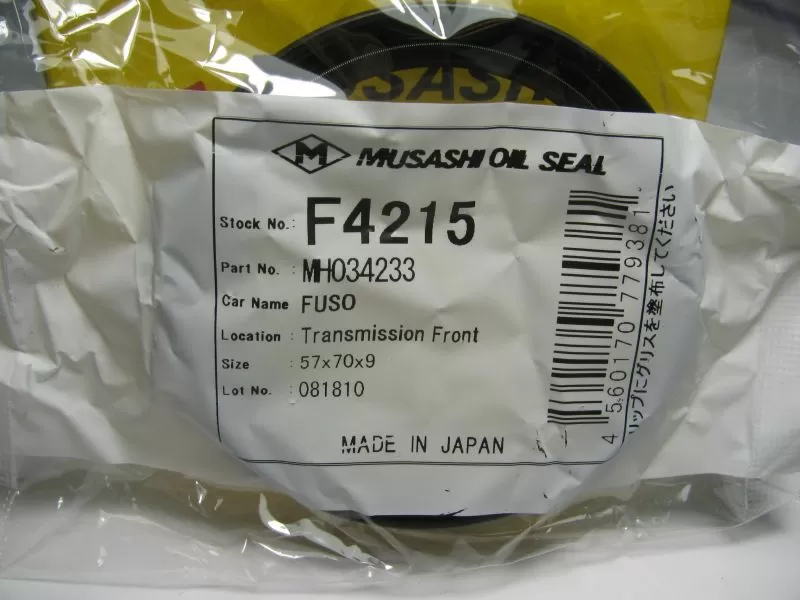 MUSASHI
M MUSASHI OIL SEAL
Stock No.: F4215
Part No. : MH034233
Car Name : FUSO
Location : Transmission Front
Size : 57x70x9
Lot No. : 081810
MADE IN JAPAN
4 560170 779381
リップにグリスを塗布してください